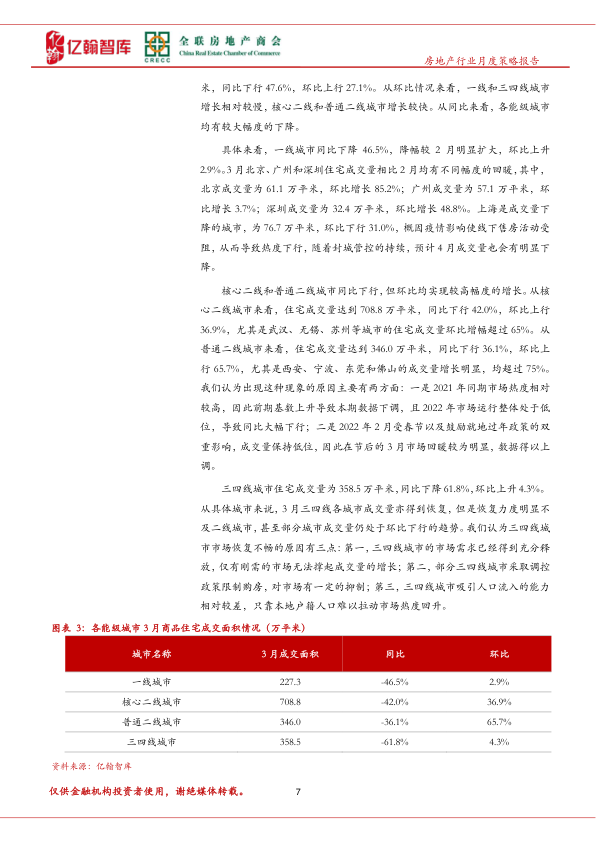 亿翰智库
CRECC
全联房地产商会
China Real Estate Chamber of Commerce
房地产行业月度策略报告
米，同比下行 47.6%，环比上行 27.1%。从环比情况来看，一线和三四线城市
增长相对较慢，核心二线和普通二线城市增长较快。从同比来看，各能级城市
均有较大幅度的下降。
具体来看，一线城市同比下降 46.5%，降幅较 2 月明显扩大，环比上升
2.9%。3 月北京、广州和深圳住宅成交量相比 2 月均有不同幅度的回暖，其中，
北京成交量为 61.1 万平米，环比增长 85.2%；广州成交量为 57.1 万平米，环
比增长 3.7%；深圳成交量为 32.4 万平米，环比增长 48.8%。上海是成交量下
降的城市，为 76.7 万平米，环比下行 31.0%，概因疫情影响使线下售房活动受
阻，从而导致热度下行，随着封城管控的持续，预计 4 月成交量也会有明显下
降。
核心二线和普通二线城市同比下行，但环比均实现较高幅度的增长。从核
心二线城市来看，住宅成交量达到 708.8 万平米，同比下行 42.0%，环比上行
36.9%，尤其是武汉、无锡、苏州等城市的住宅成交量环比增幅超过 65%。从
普通二线城市来看，住宅成交量达到 346.0 万平米，同比下行 36.1%，环比上
行 65.7%，尤其是西安、宁波、东莞和佛山的成交量增长明显，均超过 75%。
我们认为出现这种现象的原因主要有两方面：一是 2021 年同期市场热度相对
较高，因此前期基数上升导致本期数据下调，且 2022 年市场运行整体处于低
位，导致同比大幅下行；二是 2022 年 2 月受春节以及鼓励就地过年政策的双
重影响，成交量保持低位，因此在节后的 3 月市场回暖较为明显，数据得以上
调。
三四线城市住宅成交量为 358.5 万平米，同比下降 61.8%，环比上升 4.3%。
从具体城市来说，3 月三四线各城市成交量亦得到恢复，但是恢复力度明显不
及二线城市，甚至部分城市成交量仍处于环比下行的趋势。我们认为三四线城
市市场恢复不畅的原因有三点：第一，三四线城市的市场需求已经得到充分释
放，仅有刚需的市场无法撑起成交量的增长；第二，部分三四线城市采取调控
政策限制购房，对市场有一定的抑制；第三，三四线城市吸引人口流入的能力
相对较差，只靠本地户籍人口难以拉动市场热度回升。
图表 3：各能级城市 3 月商品住宅成交面积情况（万平米）
城市名称 3 月成交面积 同比 环比
一线城市 227.3 -46.5% 2.9%
核心二线城市 708.8 -42.0% 36.9%
普通二线城市 346.0 -36.1% 65.7%
三四线城市 358.5 -61.8% 4.3%
资料来源：亿翰智库
仅供金融机构投资者使用，谢绝媒体转载。 7